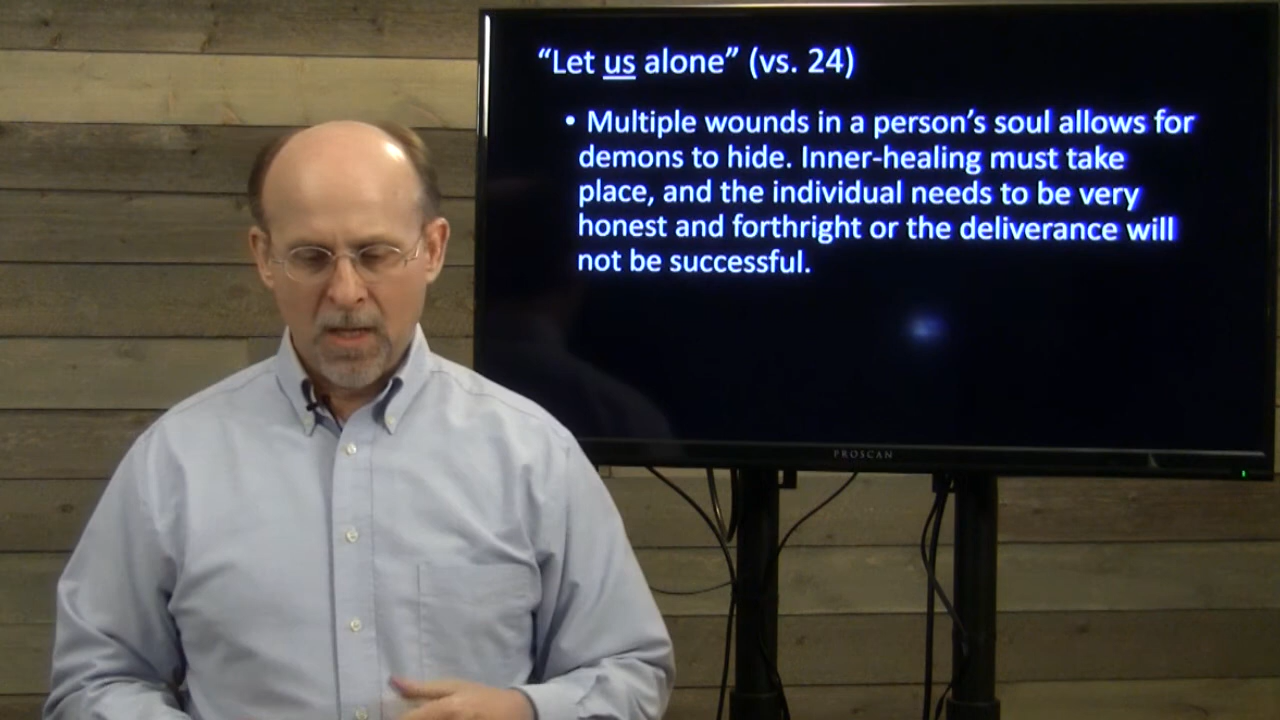 “Let us alone” (vs. 24)
• Multiple wounds in a person’s soul allows for
demons to hide. Inner-healing must take
place, and the individual needs to be very
honest and forthright or the deliverance will
not be successful.
PROSCAN